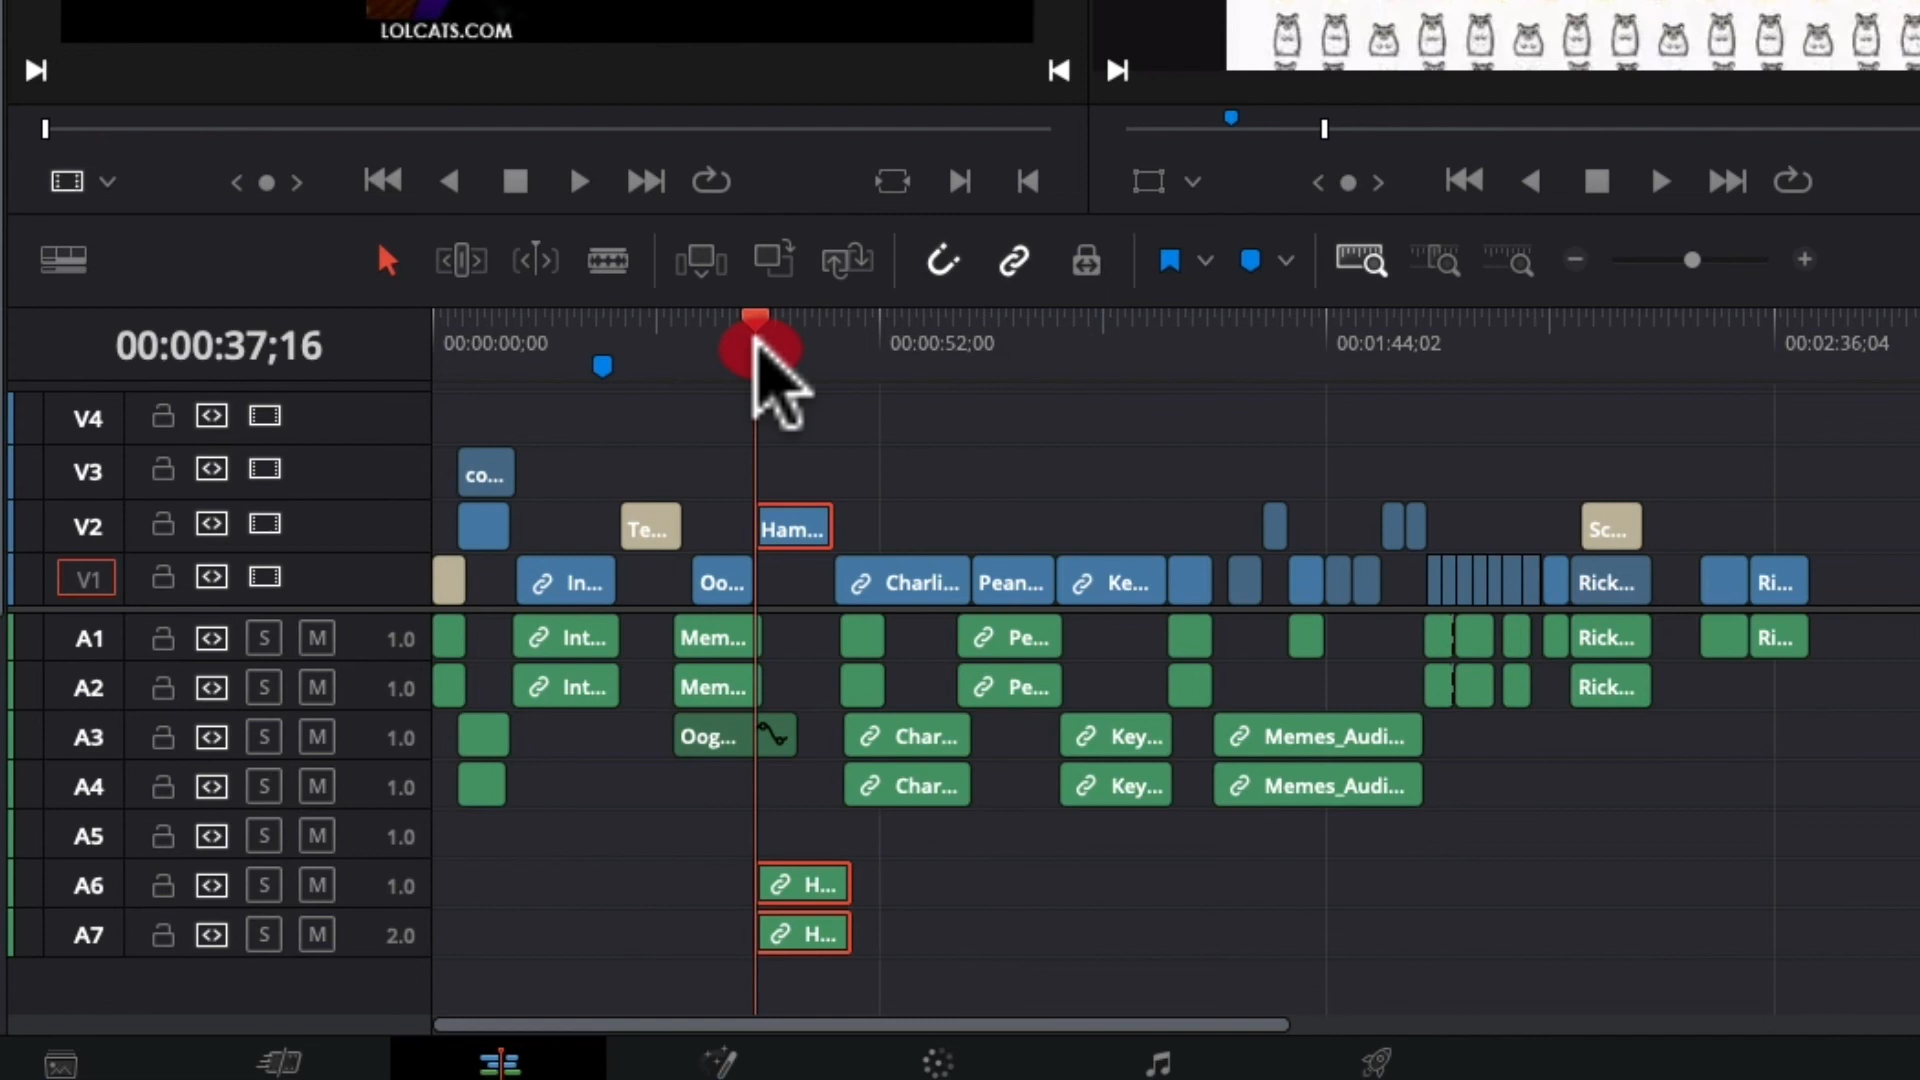 LOLCATS.COM
00:00:37;16
00:00:00;00
00:00:52;00
00:01:44;02
00:02:36;04
V4
V3
co...
V2
Te...
Ham...
Sc...
V1
In...
Oo...
Charli...
Pean...
Ke...
Rick...
Ri...
A1
S
M
1.0
Int...
Mem...
Pe...
Rick...
Ri...
A2
S
M
1.0
Int...
Mem...
Pe...
Rick...
A3
S
M
1.0
Oog...
Char...
Key...
Memes_Audi...
A4
S
M
1.0
Char...
Key...
Memes_Audi...
A5
S
M
1.0
A6
S
M
1.0
H...
A7
S
M
2.0
H...